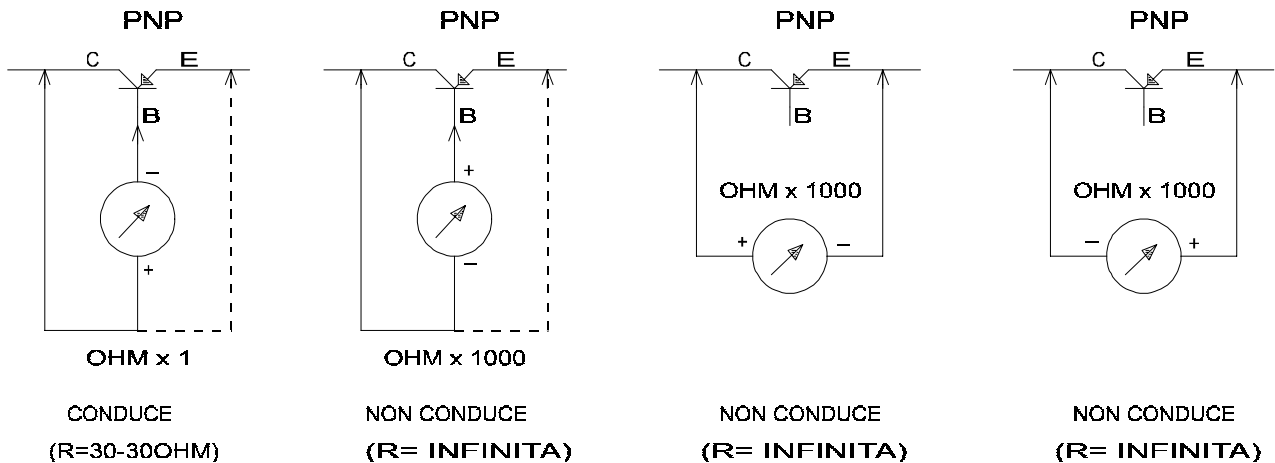 PNP PNP PNP PNP
C E C E C E C E
B B B B
− + OHM x 1000 OHM x 1000
+ − + − − +
OHM x 1 OHM x 1000
CONDUCE NON CONDUCE NON CONDUCE NON CONDUCE
(R=30-30OHM) (R= INFINITA) (R= INFINITA) (R= INFINITA)